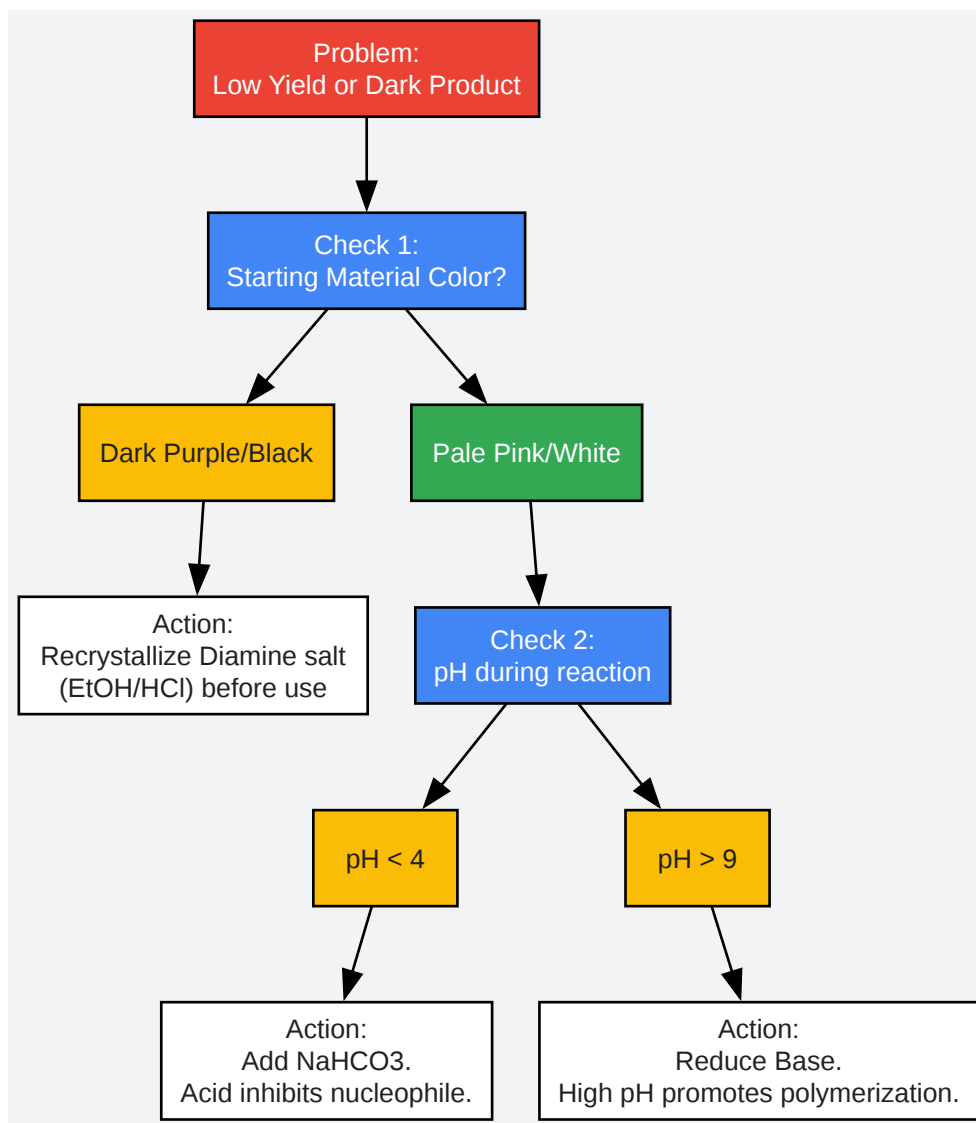 Problem:
Low Yield or Dark Product
Check 1:
Starting Material Color?
Dark Purple/Black
Pale Pink/White
Action:
Recrystallize Diamine salt
(EtOH/HCl) before use
Check 2:
pH during reaction
pH < 4
pH > 9
Action:
Add NaHCO3.
Acid inhibits nucleophile.
Action:
Reduce Base.
High pH promotes polymerization.